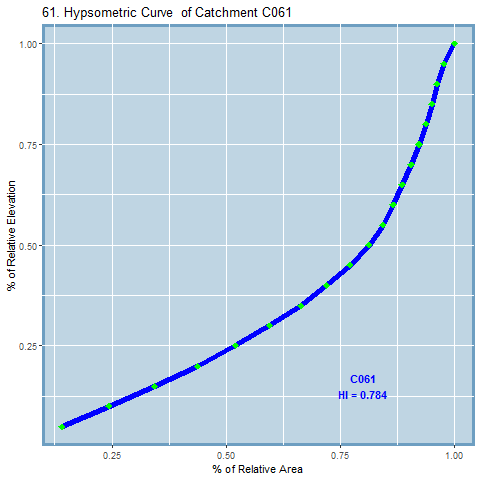 61. Hypsometric Curve  of Catchment C061
1.00
0.75
0.50
0.25
% of Relative Elevation
C061
HI = 0.784
0.25 0.50 0.75 1.00
% of Relative Area